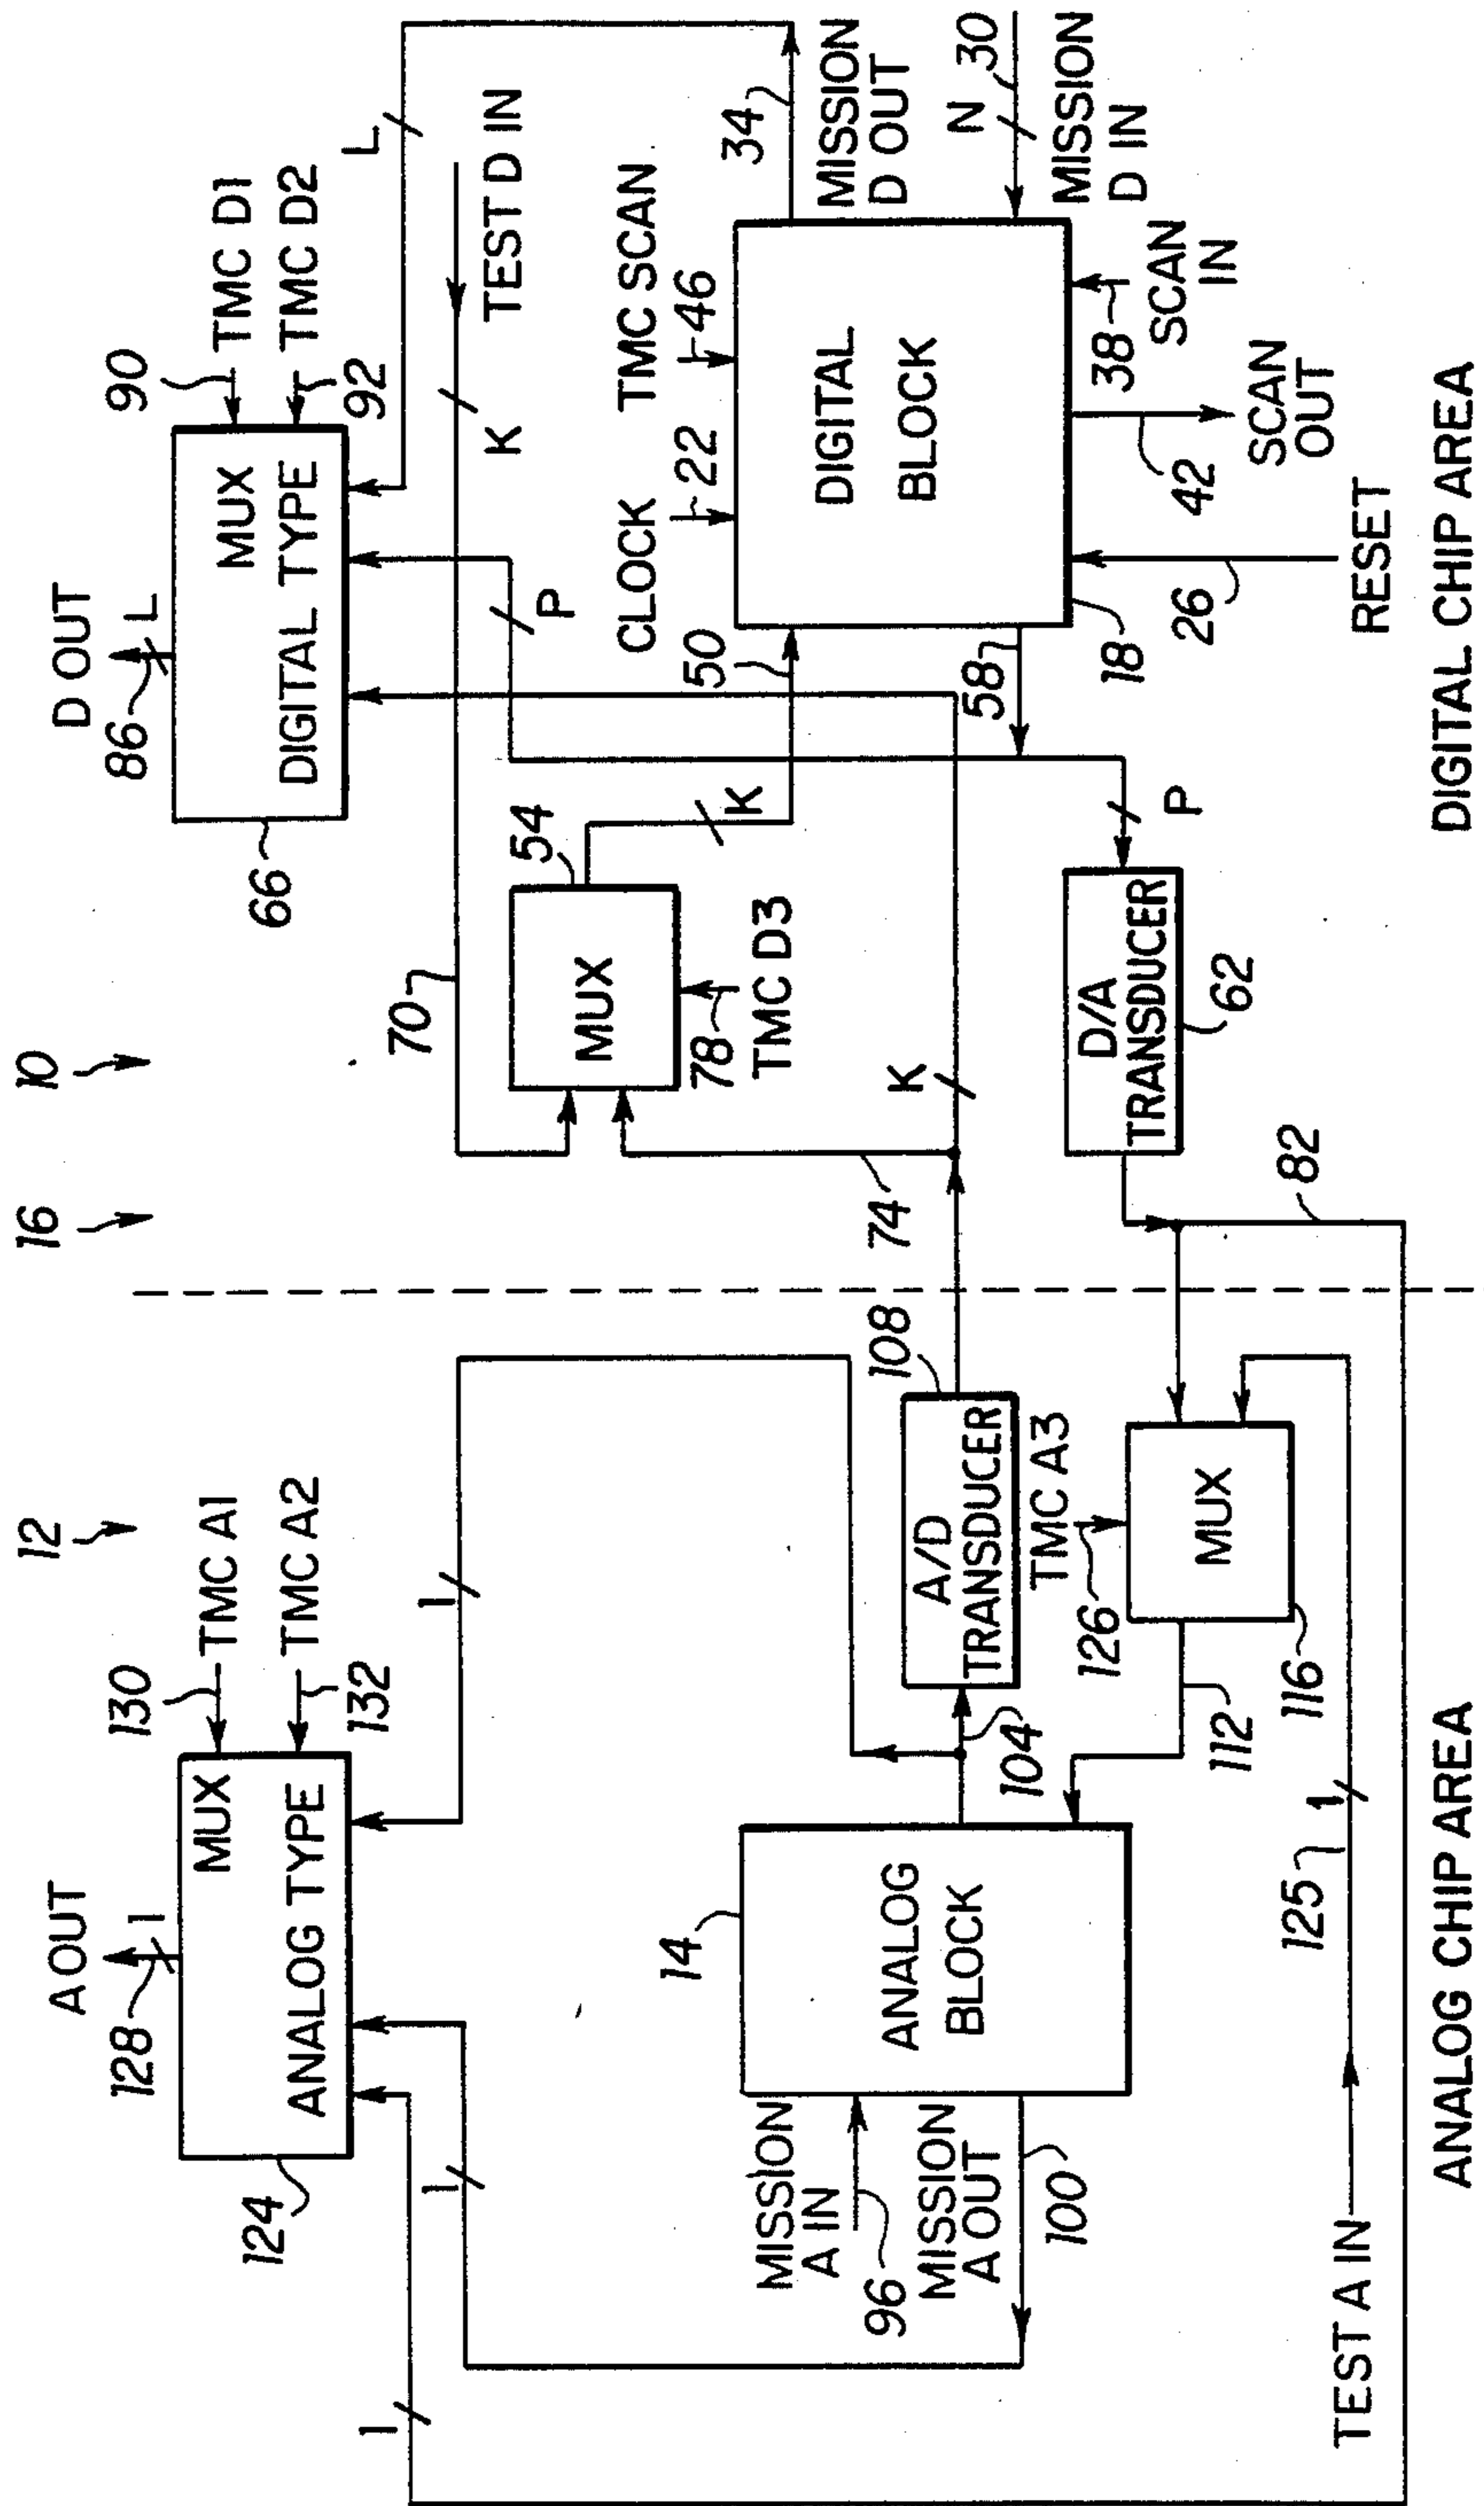 12
16
10
A OUT
128
1
130
TMC A1
TMC A2
132
MUX
ANALOG TYPE
124
1
1
1
D OUT
86
L
90
TMC D1
TMC D2
92
MUX
DIGITAL TYPE
66
L
TEST D IN
K
70
P
54
MUX
78
TMC D3
K
CLOCK
22
TMC SCAN
46
50
DIGITAL
BLOCK
34
MISSION
D OUT
N
30
MISSION
D IN
38
SCAN
IN
42
SCAN
OUT
26
RESET
18
58
P
K
74
D/A
TRANSDUCER
62
82
14
ANALOG
BLOCK
MISSION
A IN
96
MISSION
A OUT
100
104
108
A/D
TRANSDUCER
TMC A3
126
MUX
116
112
125
1
TEST A IN
ANALOG CHIP AREA
DIGITAL CHIP AREA